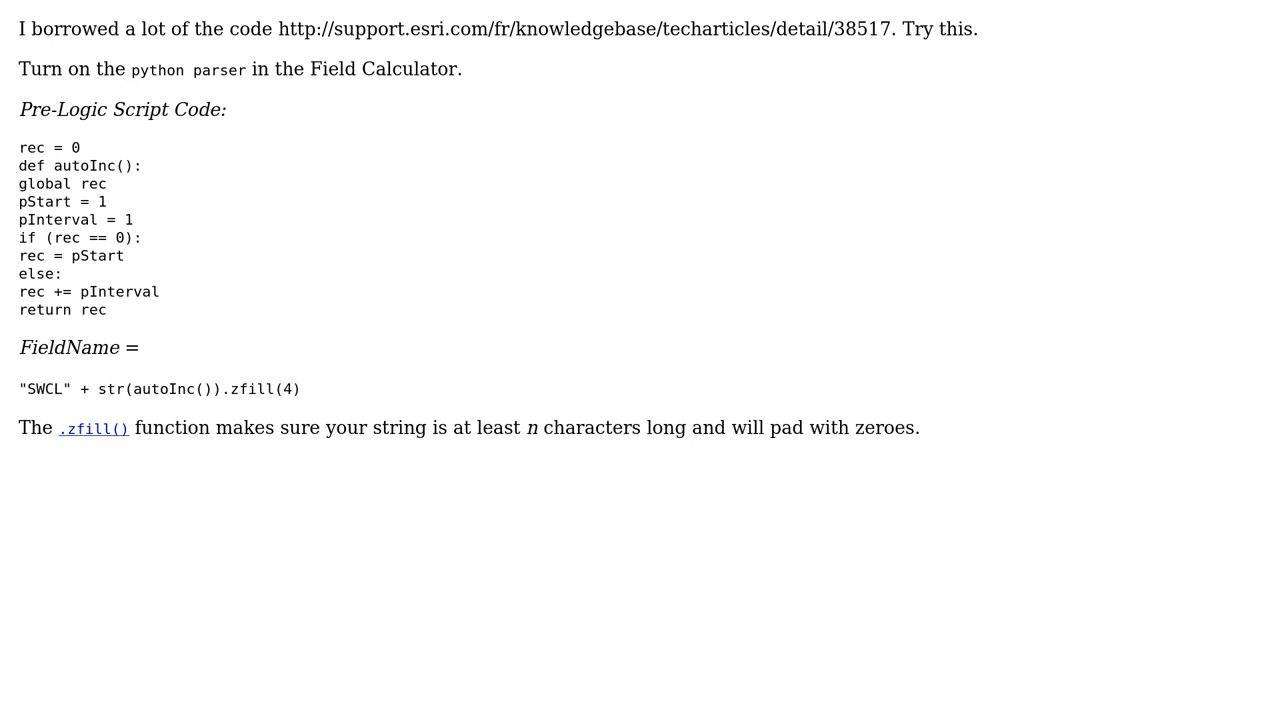 I borrowed a lot of the code http://support.esri.com/fr/knowledgebase/techarticles/detail/38517. Try this.
Turn on the python parser in the Field Calculator.
Pre-Logic Script Code:
rec = 0
def autoInc():
global rec
pStart = 1
pInterval = 1
if (rec == 0):
rec = pStart
else:
rec += pInterval
return rec
FieldName =
"SWCL" + str(autoInc()).zfill(4)
The .zfill() function makes sure your string is at least n characters long and will pad with zeroes.